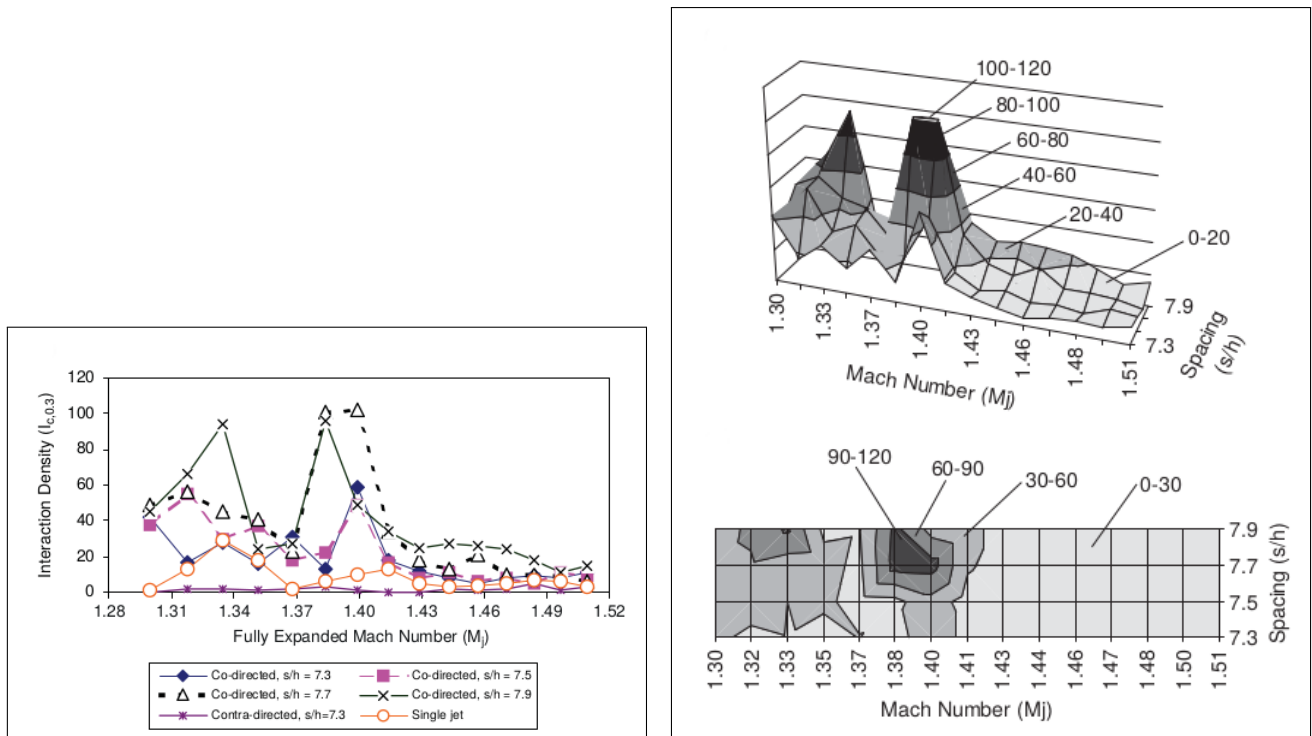 120
100
80
60
40
20
0
Interaction Density (I_c,0.3)
1.28 1.31 1.34 1.37 1.40 1.43 1.46 1.49 1.52
Fully Expanded Mach Number (M_j)
Co-directed, s/h = 7.3
Co-directed, s/h = 7.5
Co-directed, s/h = 7.7
Co-directed, s/h = 7.9
Contra-directed, s/h=7.3
Single jet
100-120
80-100
60-80
40-60
20-40
0-20
1.30 1.33 1.37 1.40 1.43 1.46 1.48 1.51
Mach Number (Mj)
7.9
7.3
Spacing
(s/h)
90-120
60-90
30-60
0-30
7.9
7.7
7.5
7.3
Spacing (s/h)
1.30 1.32 1.33 1.35 1.37 1.38 1.40 1.41 1.43 1.44 1.46 1.47 1.48 1.50 1.51
Mach Number (Mj)